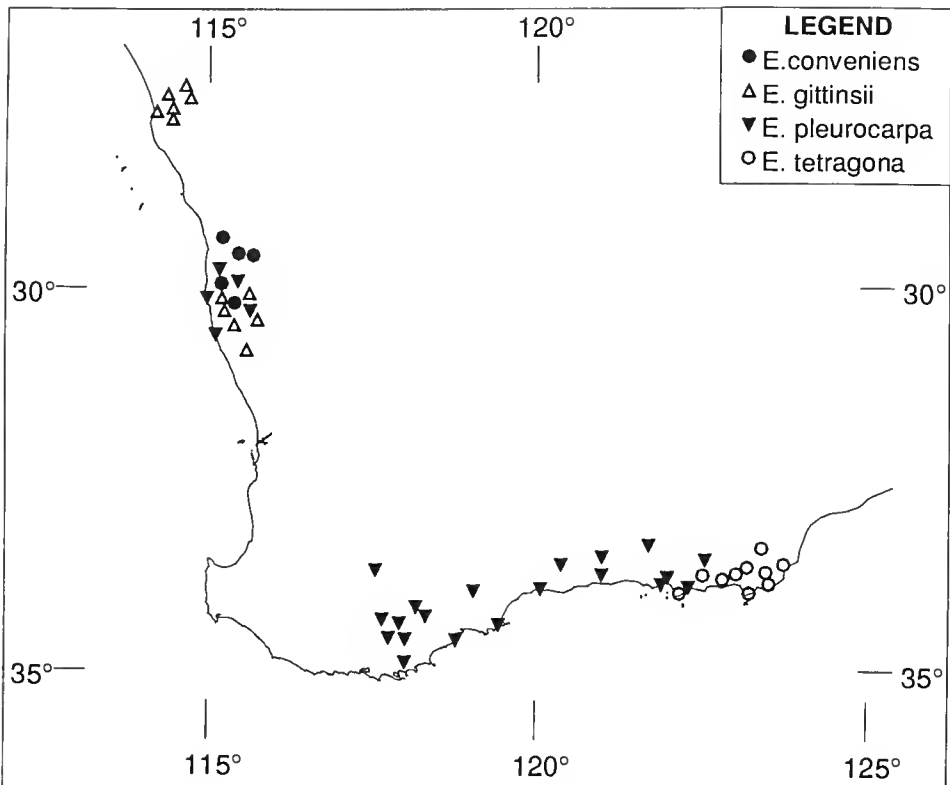 115° 120°
LEGEND
E.conveniens
E. gittinsii
E. pleurocarpa
E. tetragona
30° 30°
35° 35°
115° 120° 125°